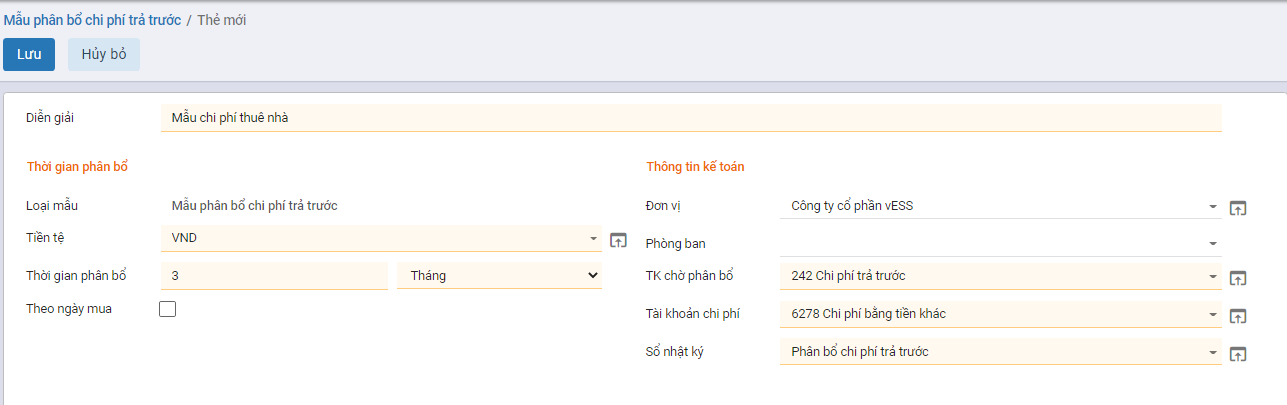 Mẫu phân bổ chi phí trả trước / Thẻ mới
Lưu Hủy bỏ
Diễn giải Mẫu chi phí thuê nhà
Thời gian phân bổ Thông tin kế toán
Loại mẫu Mẫu phân bổ chi phí trả trước Đơn vị Công ty cổ phần vESS
Tiền tệ VND Phòng ban
Thời gian phân bổ 3 Tháng TK chờ phân bổ 242 Chi phí trả trước
Theo ngày mua Tài khoản chi phí 6278 Chi phí bằng tiền khác
Sổ nhật ký Phân bổ chi phí trả trước